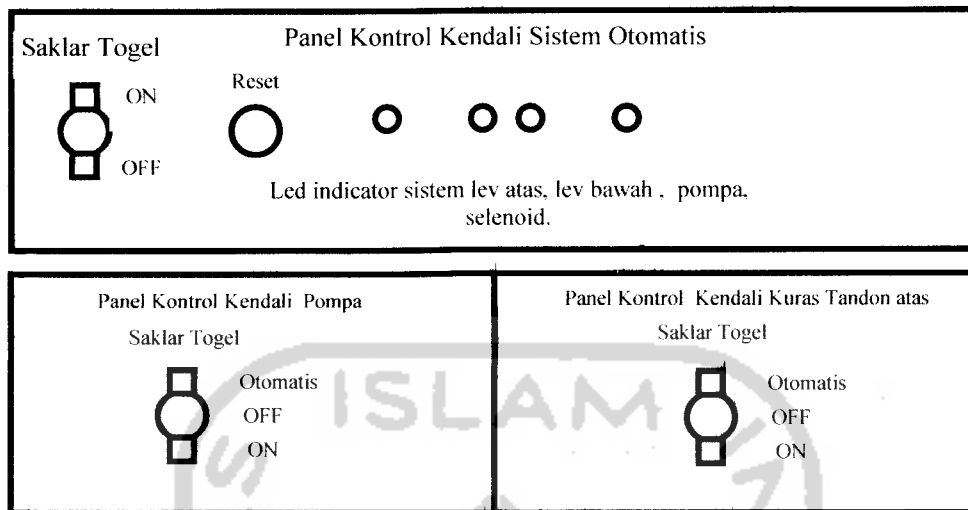 Saklar Togel
Panel Kontrol Kendali Sistem Otomatis
ON
OFF
Reset
Led indicator sistem lev atas, lev bawah , pompa,
selenoid.
Panel Kontrol Kendali Pompa
Saklar Togel
Otomatis
OFF
ON
Panel Kontrol Kendali Kuras Tandon atas
Saklar Togel
Otomatis
OFF
ON
ISLAM